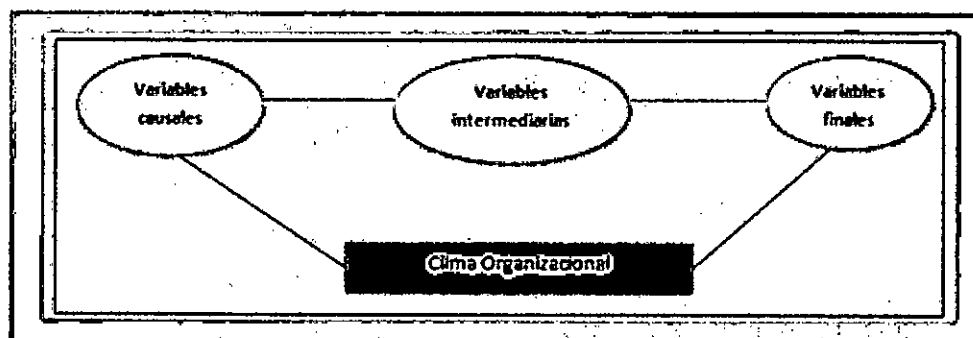 Variables
causales
Variables
intermediarias
Variables
finales
Clima Organizacional